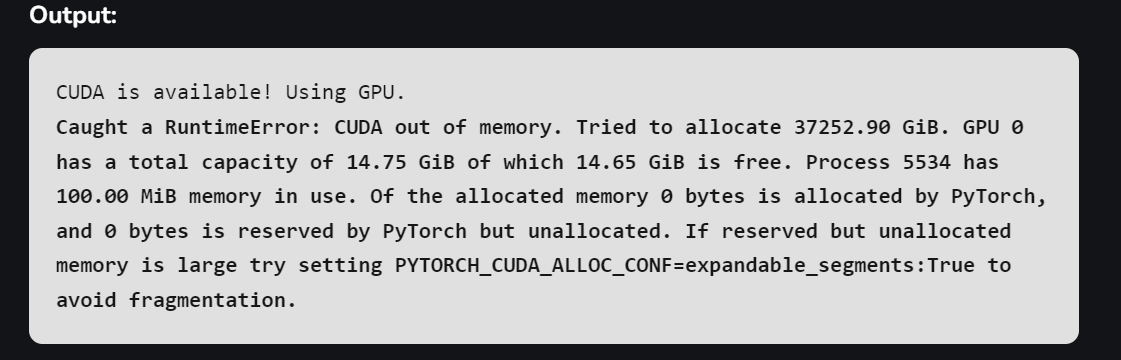 Output:
CUDA is available! Using GPU.
Caught a RuntimeError: CUDA out of memory. Tried to allocate 37252.90 GiB. GPU 0
has a total capacity of 14.75 GiB of which 14.65 GiB is free. Process 5534 has
100.00 MiB memory in use. Of the allocated memory 0 bytes is allocated by PyTorch,
and 0 bytes is reserved by PyTorch but unallocated. If reserved but unallocated
memory is large try setting PYTORCH_CUDA_ALLOC_CONF=expandable_segments:True to
avoid fragmentation.